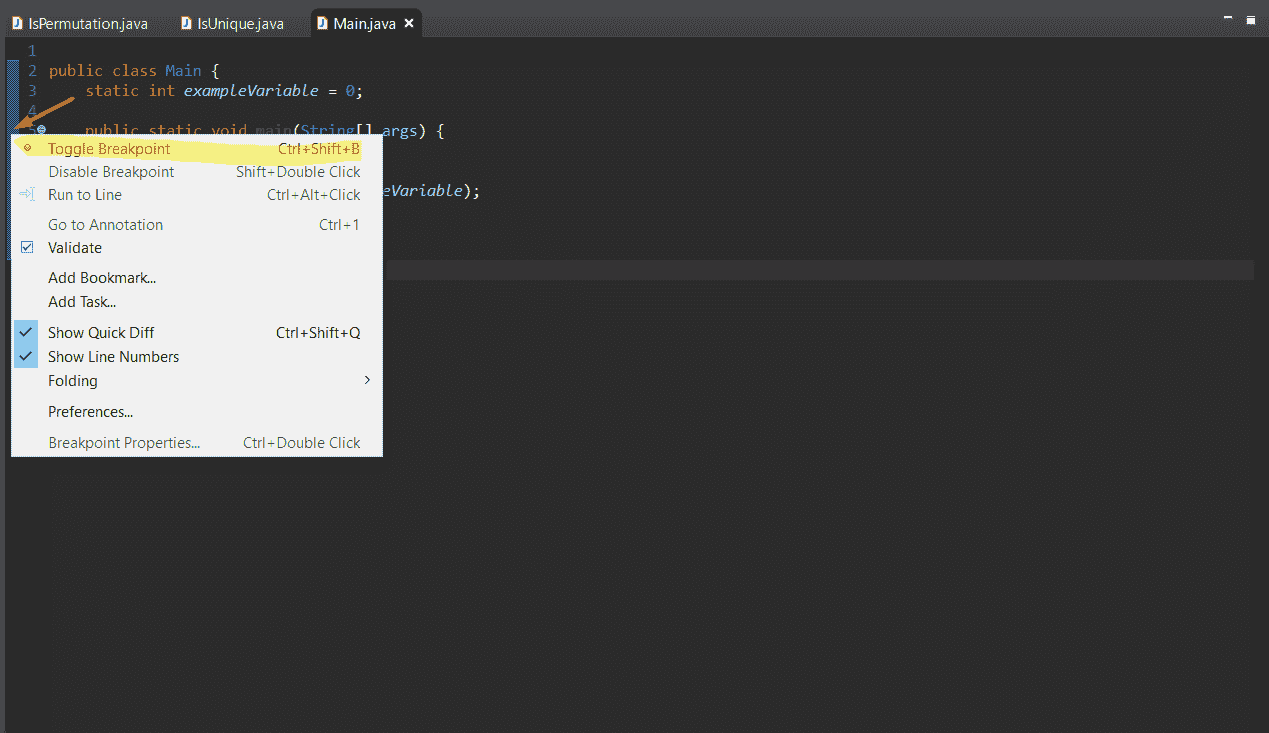 IsPermutation.java IsUnique.java Main.java
1
2 public class Main {
3 static int exampleVariable = 0;
4
5 public static void main(String[] args) {
Toggle Breakpoint Ctrl+Shift+B
Disable Breakpoint Shift+Double Click
eVariable);
Run to Line Ctrl+Alt+Click
Go to Annotation Ctrl+1
Validate
Add Bookmark...
Add Task...
Show Quick Diff Ctrl+Shift+Q
Show Line Numbers
Folding
Preferences...
Breakpoint Properties... Ctrl+Double Click